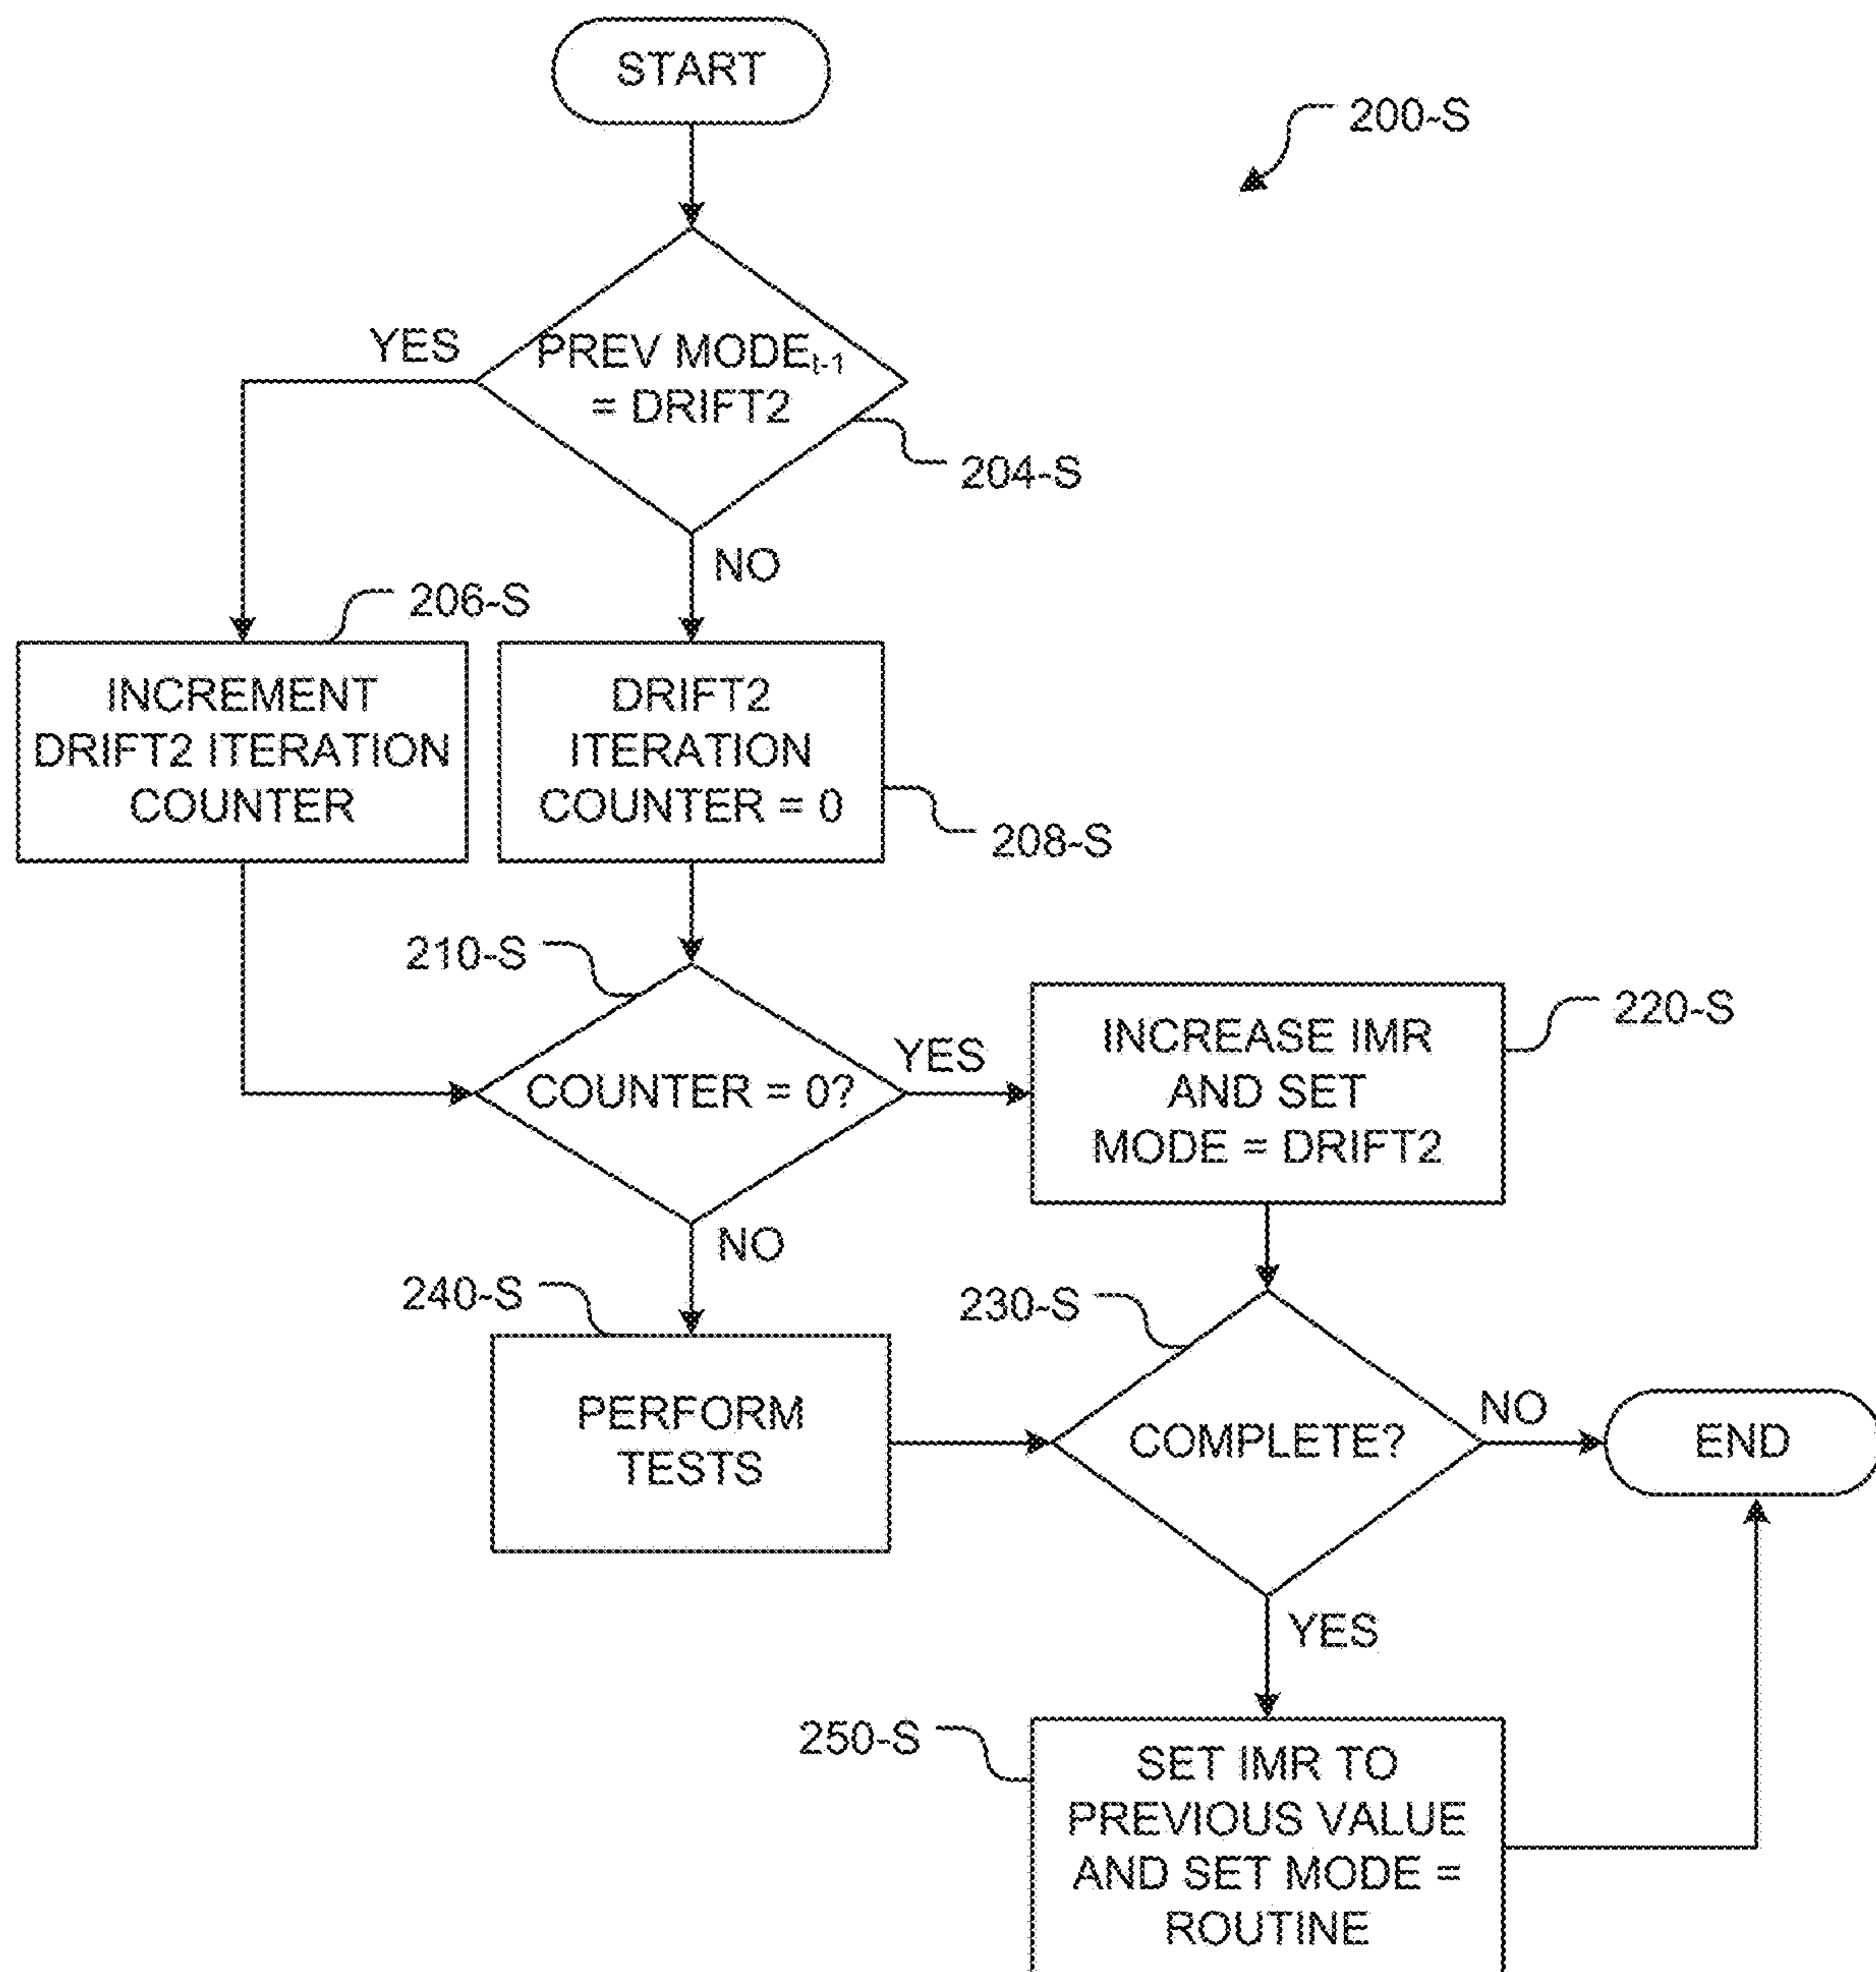 START
200-S
PREV MODEt-1
= DRIFT2
YES
204-S
NO
206-S
INCREMENT
DRIFT2 ITERATION
COUNTER
DRIFT2
ITERATION
COUNTER = 0
208-S
210-S
COUNTER = 0?
YES
INCREASE IMR
AND SET
MODE = DRIFT2
220-S
NO
240-S
PERFORM
TESTS
230-S
COMPLETE?
NO
END
YES
250-S
SET IMR TO
PREVIOUS VALUE
AND SET MODE =
ROUTINE